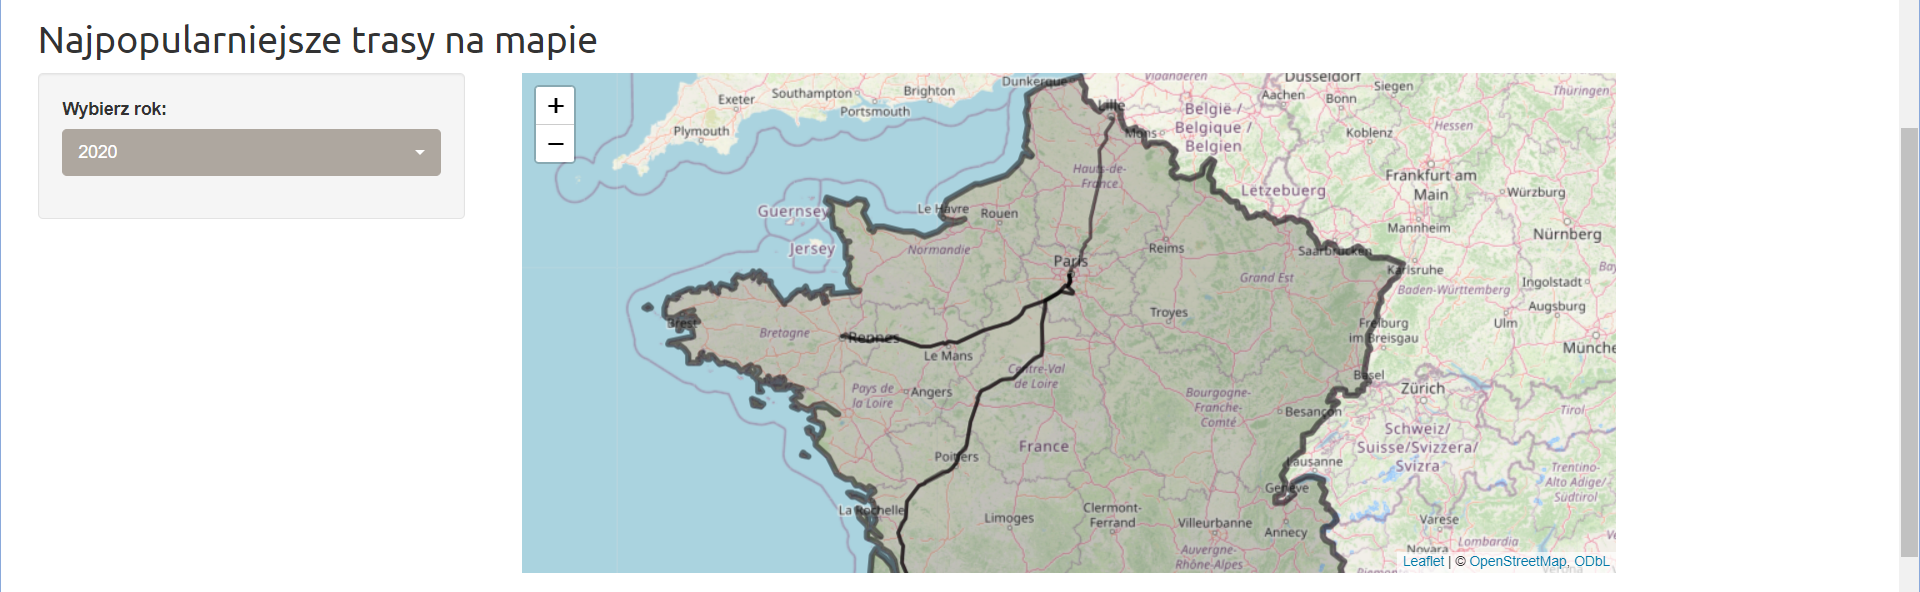 Najpopularniejsze trasy na mapie
Wybierz rok:
2020
+
−
Dunkerque
Vlaanderen
Düsseldorf
Siegen
Thüringen
Exeter
Southampton
Brighton
Portsmouth
Plymouth
Lille
Mons
België /
Belgique /
Belgien
Aachen
Bonn
Koblenz
Hessen
Hauts-de-
France
Lëtzebuerg
Frankfurt am
Main
Würzburg
Guernsey
Le Havre
Rouen
Jersey
Normandie
Paris
Reims
Saarbrücken
Mannheim
Nürnberg
Karlsruhe
Grand Est
Baden-Württemberg
Ingolstadt
Augsburg
Brest
Bretagne
Rennes
Le Mans
Troyes
Freiburg
im Breisgau
Ulm
Münche
Centre-Val
de Loire
Pays de
la Loire
Angers
Basel
Zürich
Bourgogne-
Franche-
Comté
Besançon
Tirol
Schweiz/
Suisse/Svizzera/
Svizra
Poitiers
France
Lausanne
Genève
Trentino-
Alto Adige/
Südtirol
La Rochelle
Limoges
Clermont-
Ferrand
Villeurbanne
Annecy
Varese
Lombardia
Novara
Auvergne-
Rhône-Alpes
Leaflet | © OpenStreetMap, ODbL